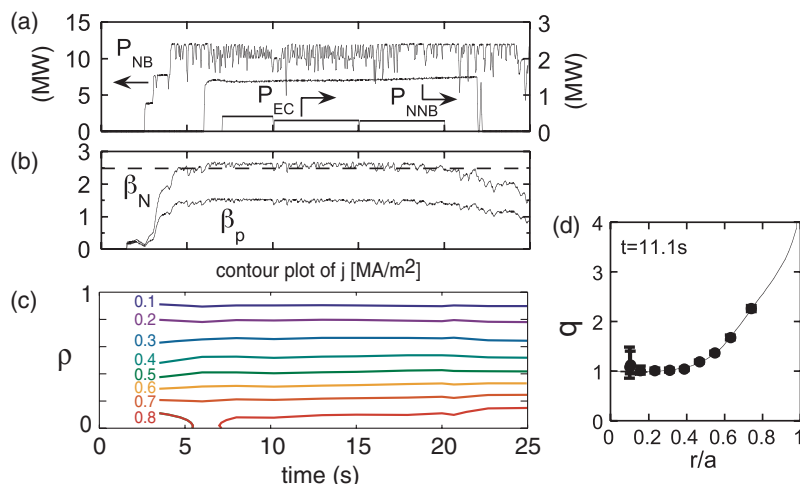 (a)
15
10
5
0
(MW)
P_NB
P_EC
P_NNB
3
2
1
0
(MW)
(b)
3
2
1
0
β_N
β_p
contour plot of j [MA/m²]
(c)
1
ρ
0
0.1
0.2
0.3
0.4
0.5
0.6
0.7
0.8
0 5 10 15 20 25
time (s)
(d)
4
3
2
1
0
q
t=11.1s
0 0.2 0.4 0.6 0.8 1
r/a